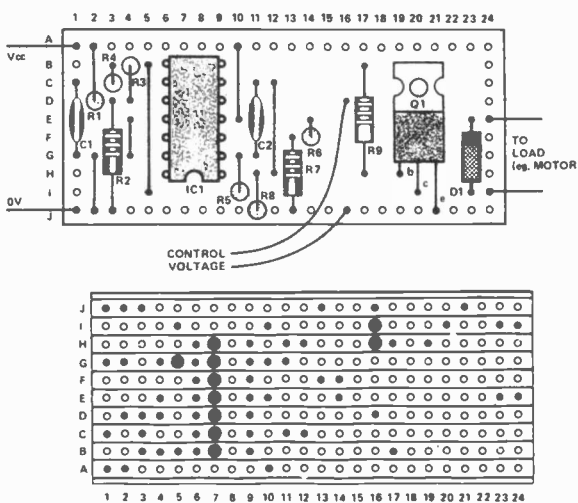 1 2 3 4 5 6 7 8 9 10 11 12 13 14 15 16 17 18 19 20 21 22 23 24
A
Vcc
B
R4
R3
C
D
R1
Q1
E
TO
C1
C2
LOAD
F
R6
R9
(eg. MOTOR
G
H
R2
R7
b
I
IC1
R5
R8
c
D1
e
0V
J
CONTROL
VOLTAGE
J
I
H
G
F
E
D
C
B
A
1 2 3 4 5 6 7 8 9 10 11 12 13 14 15 16 17 18 19 20 21 22 23 24